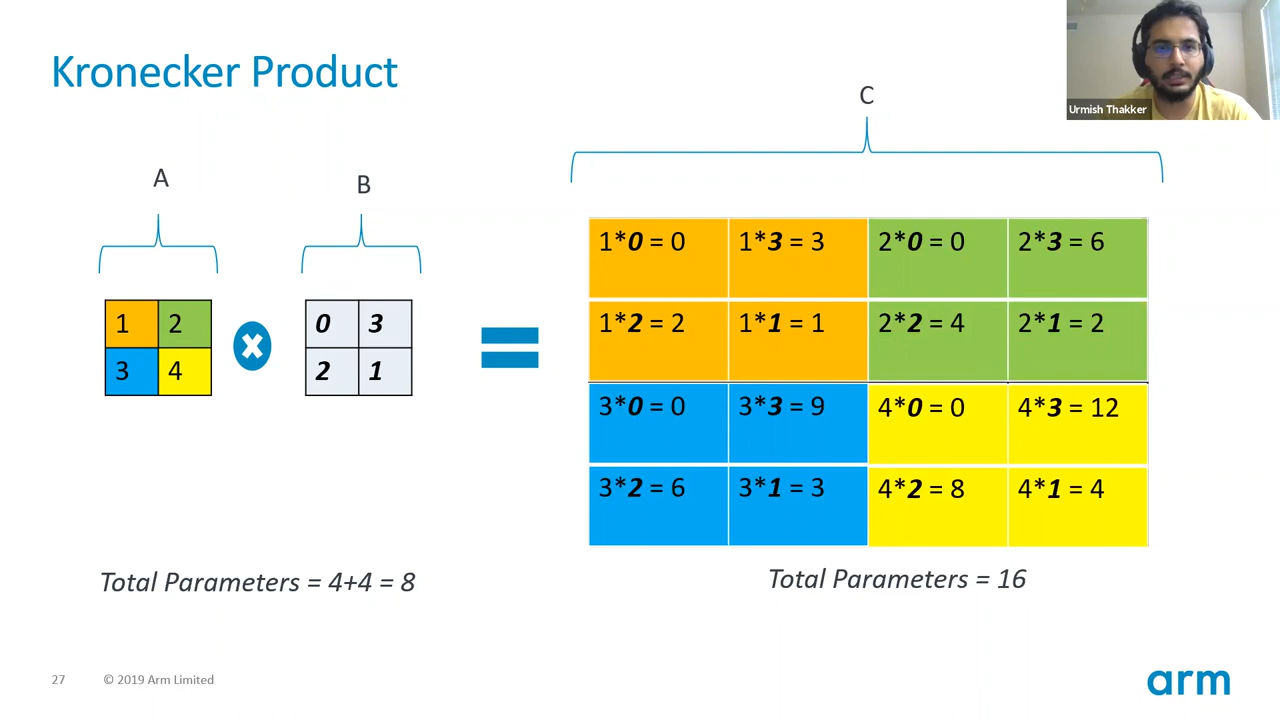 Kronecker Product
Urmish Thakker
C
A
B
1 2
3 4
x
0 3
2 1
=
1*0 = 0 1*3 = 3 2*0 = 0 2*3 = 6
1*2 = 2 1*1 = 1 2*2 = 4 2*1 = 2
3*0 = 0 3*3 = 9 4*0 = 0 4*3 = 12
3*2 = 6 3*1 = 3 4*2 = 8 4*1 = 4
Total Parameters = 4+4 = 8
Total Parameters = 16
27 © 2019 Arm Limited
arm